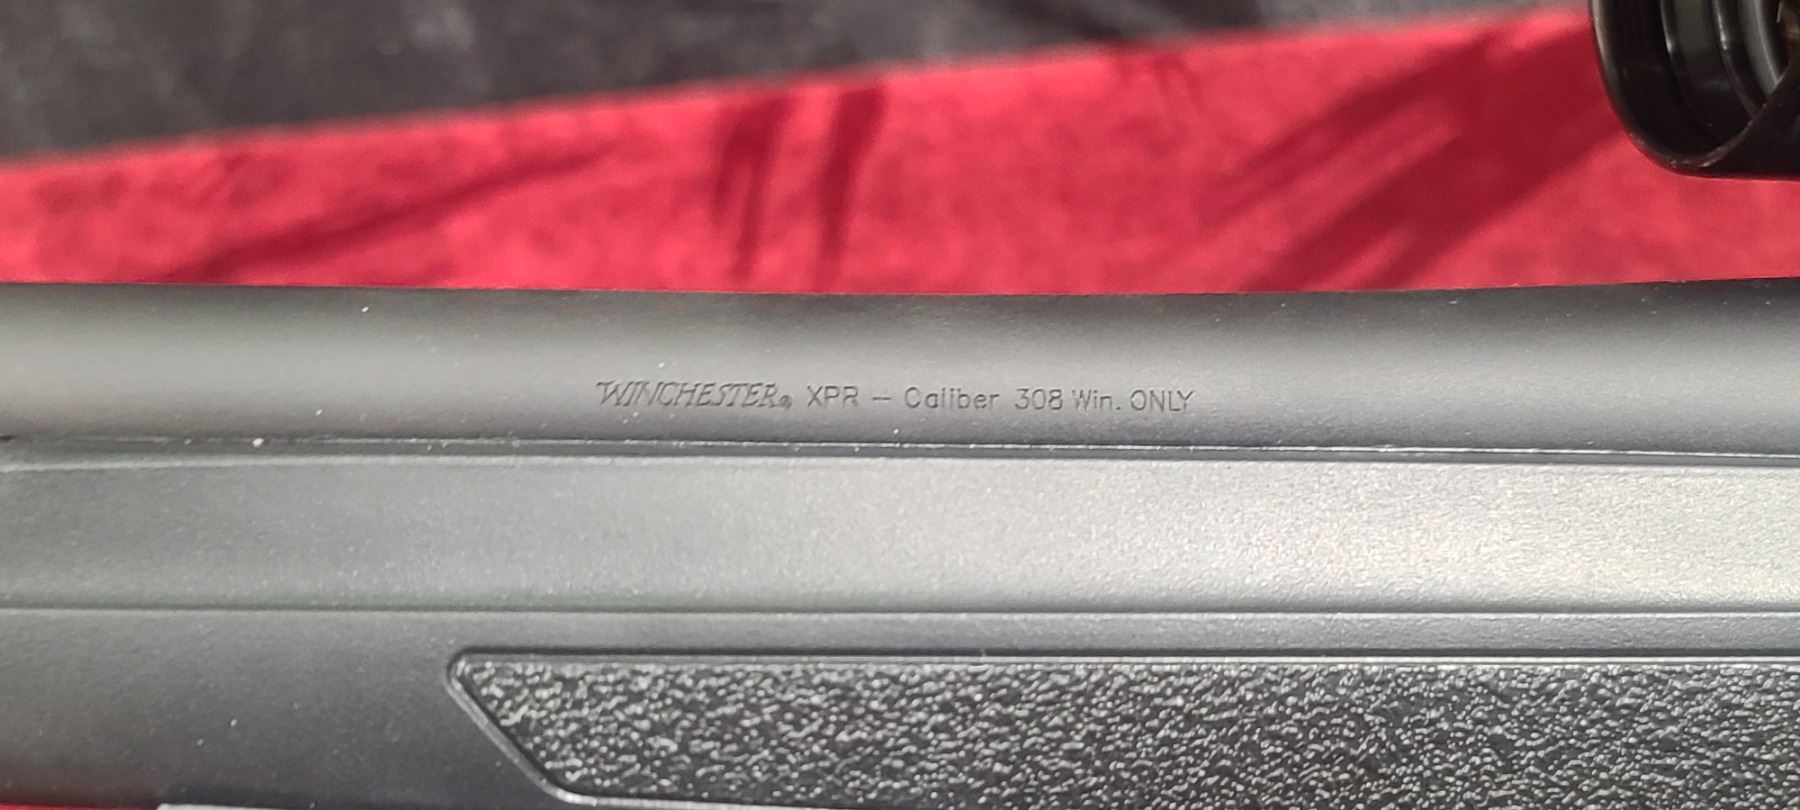 WINCHESTER® XPR – Caliber 308 Win. ONLY